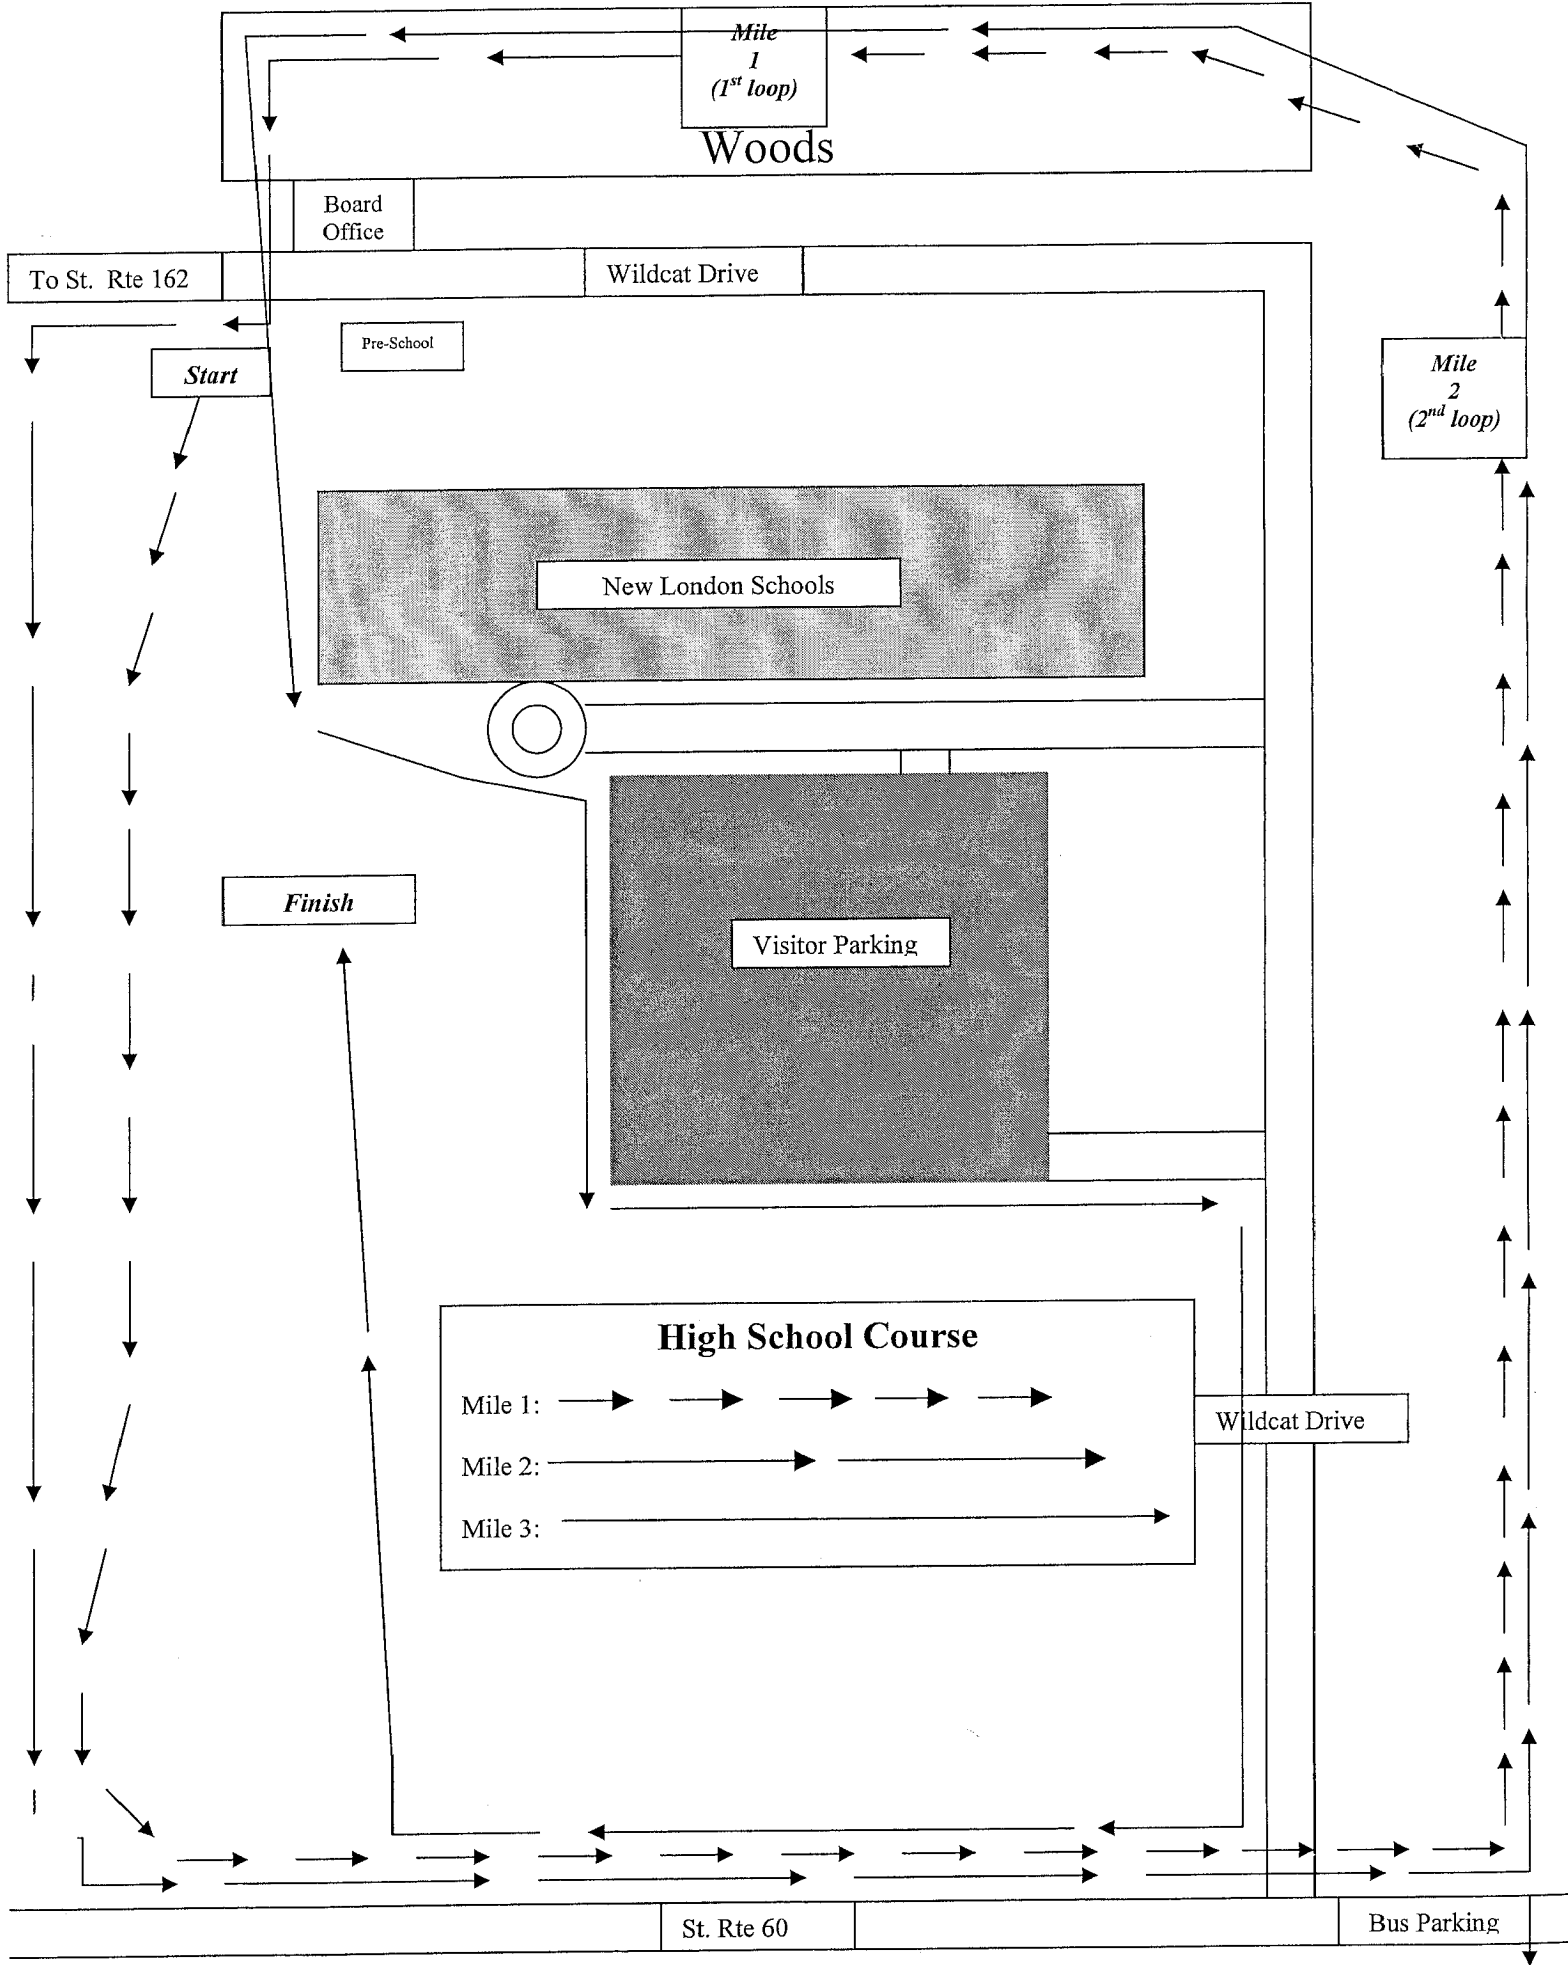 Mile
1
(1st loop)
Woods
Board
Office
To St. Rte 162
Wildcat Drive
Pre-School
Start
Mile
2
(2nd loop)
New London Schools
Finish
Visitor Parking
High School Course
Mile 1:
Mile 2:
Mile 3:
Wildcat Drive
St. Rte 60
Bus Parking